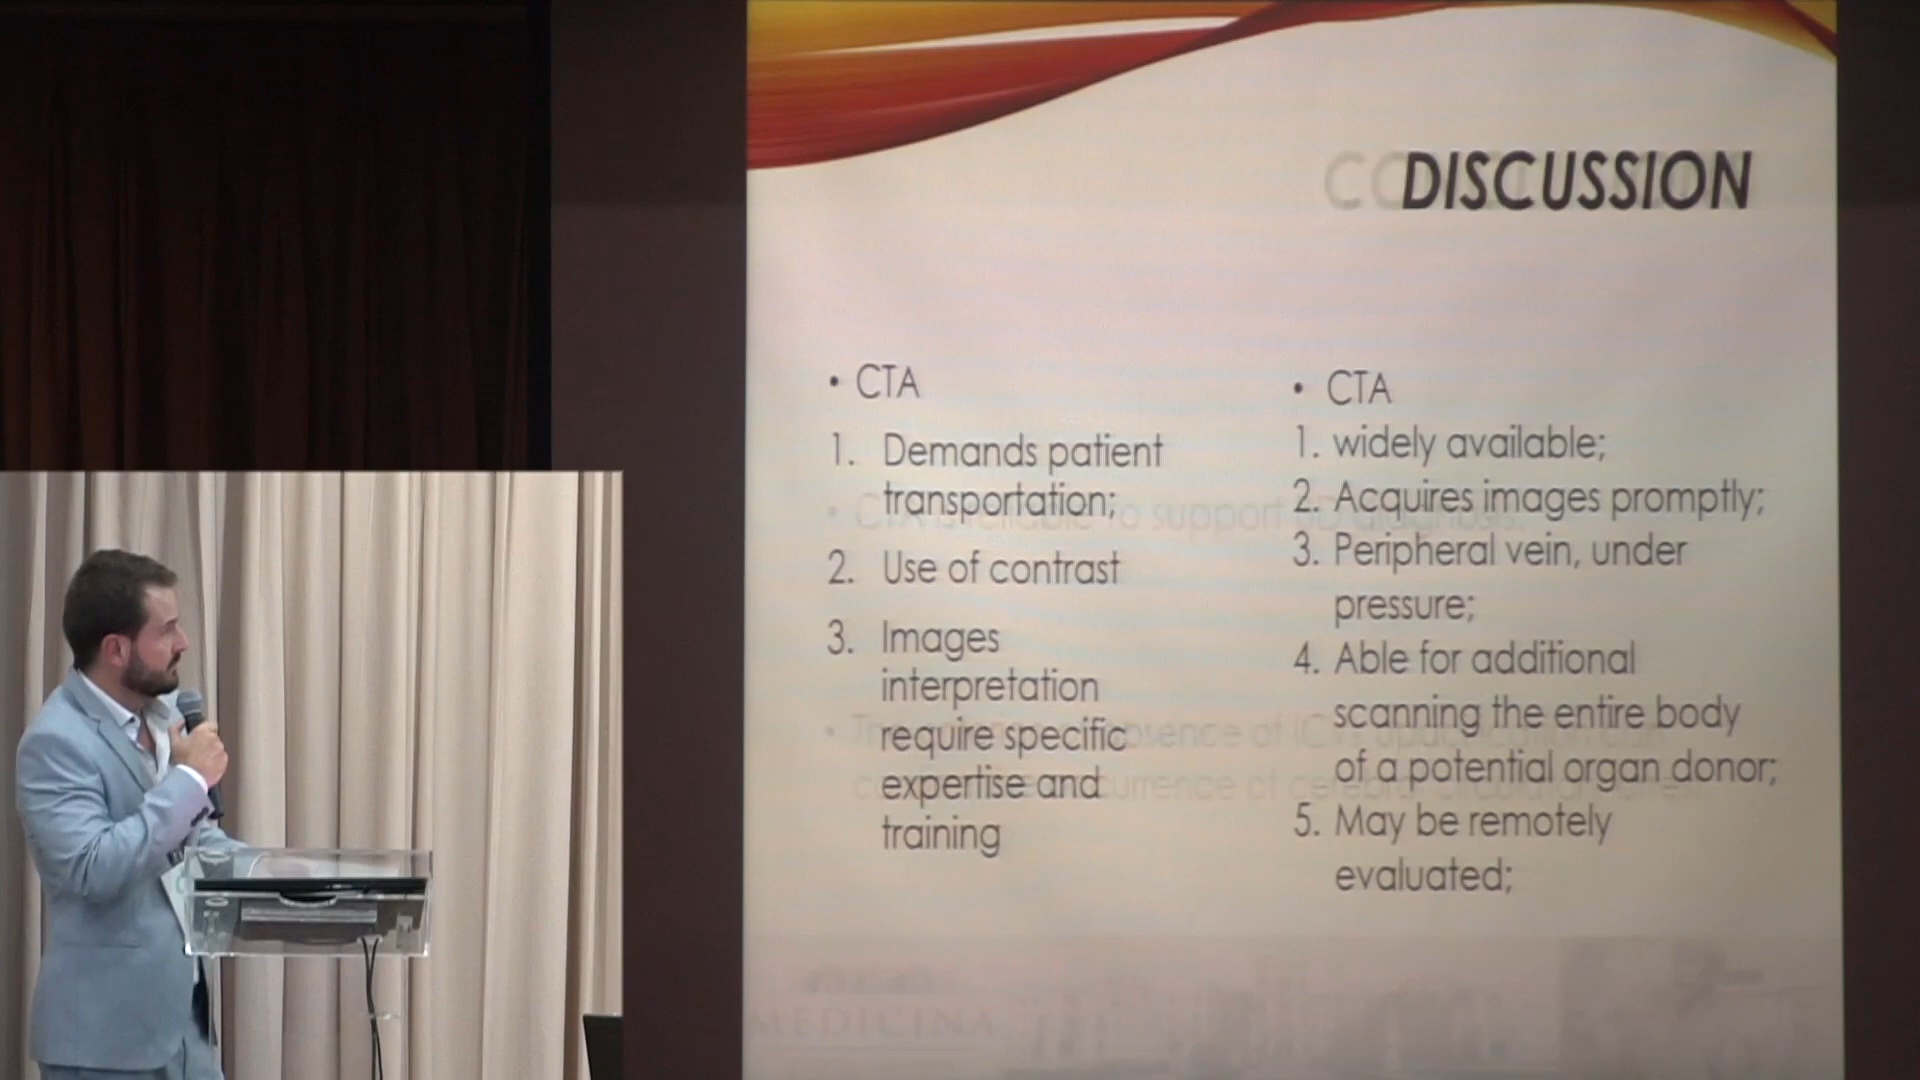 DISCUSSION
• CTA
1. Demands patient
transportation;
2. Use of contrast
3. Images
interpretation
require specific
expertise and
training
• CTA
1. widely available;
2. Acquires images promptly;
3. Peripheral vein, under
pressure;
4. Able for additional
scanning the entire body
of a potential organ donor;
5. May be remotely
evaluated;
MEDICINA